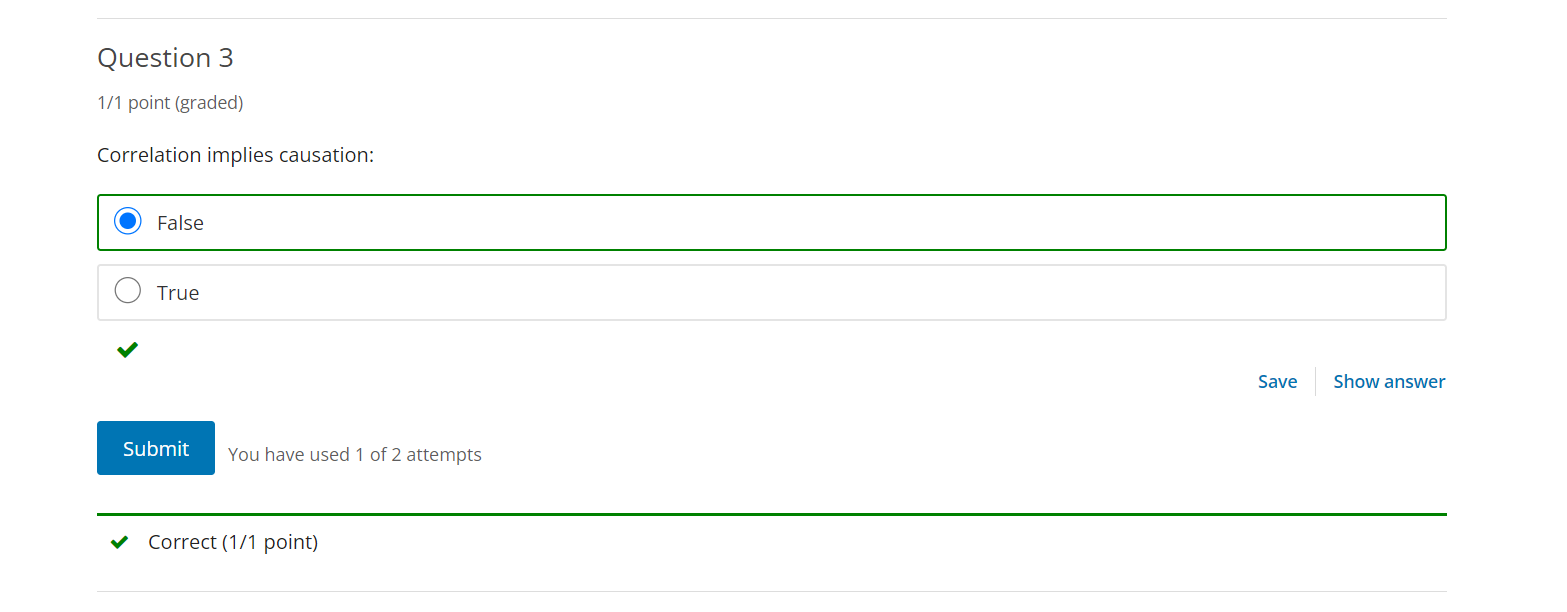 Question 3
1/1 point (graded)
Correlation implies causation:
False
True
Save
Show answer
Submit
You have used 1 of 2 attempts
Correct (1/1 point)